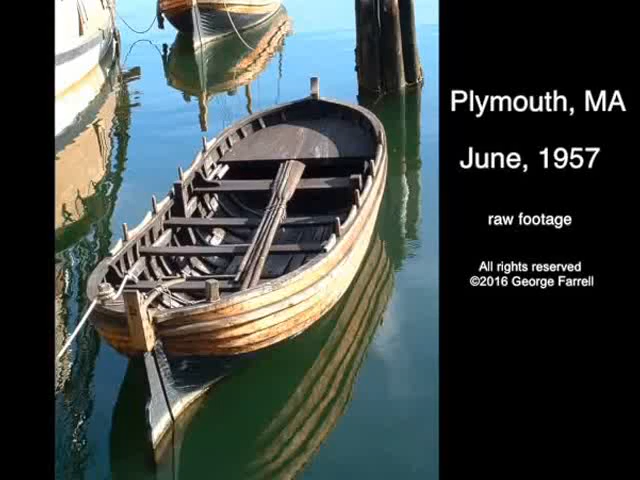 Plymouth, MA
June, 1957
raw footage
All rights reserved
©2016 George Farrell